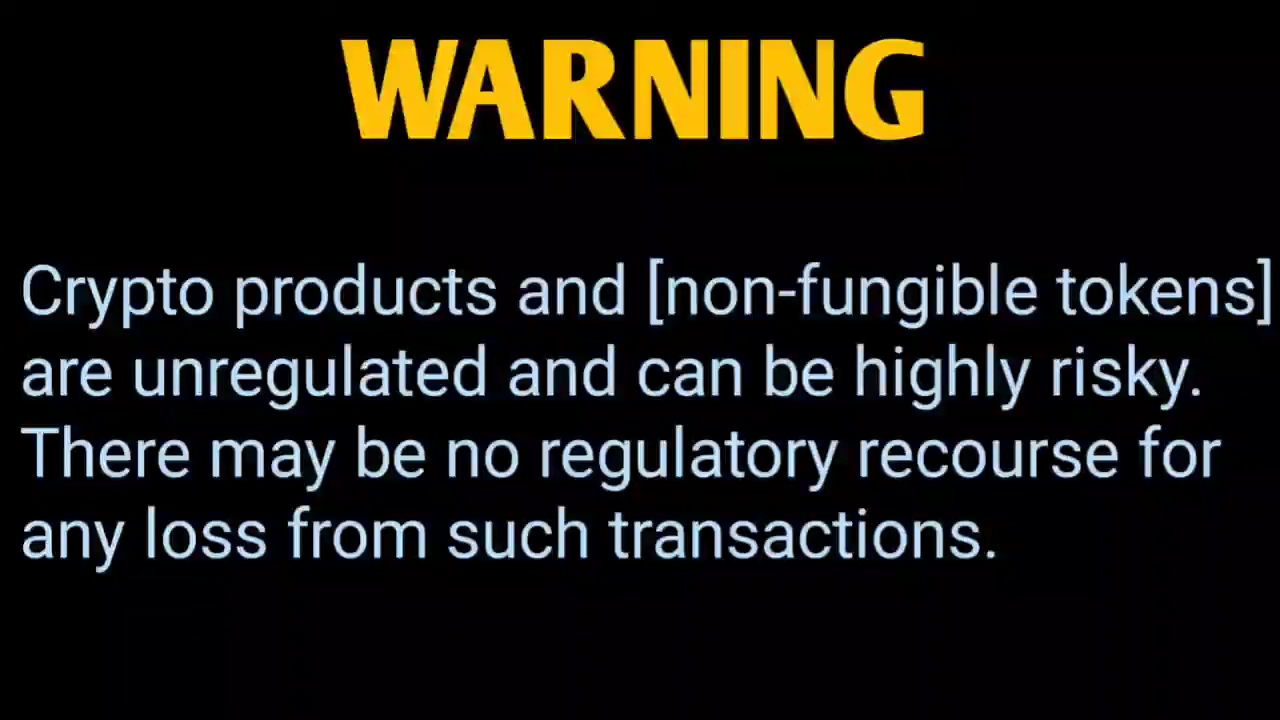 WARNING
Crypto products and [non-fungible tokens]
are unregulated and can be highly risky.
There may be no regulatory recourse for
any loss from such transactions.